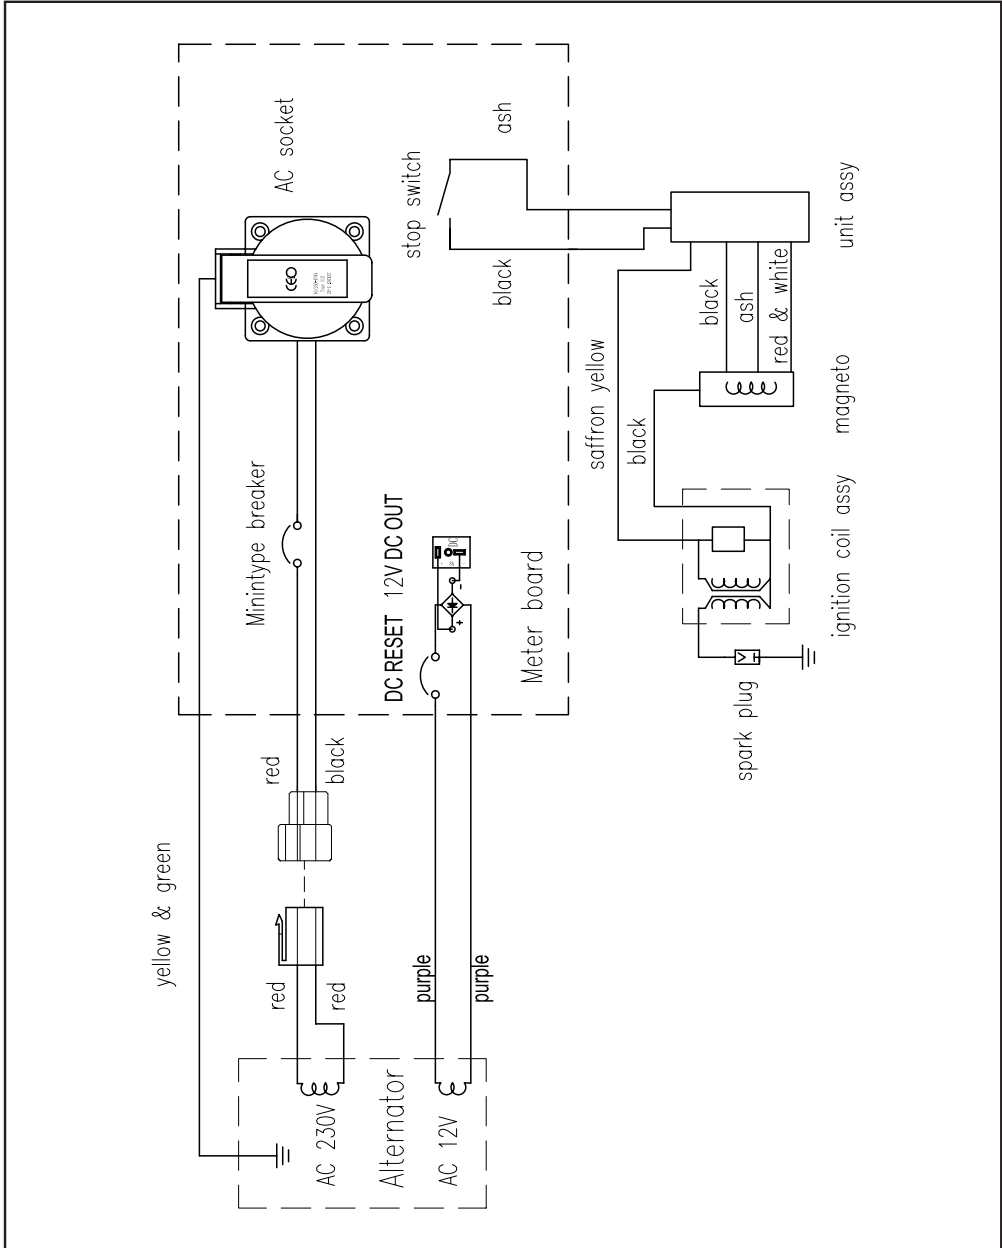 AC socket
stop switch
ash
black
CEO
Minintype breaker
DC RESET
12V DC OUT
DC
+
-
Meter board
red
black
yellow & green
red
red
purple
purple
AC 230V
Alternator
AC 12V
unit assy
black
ash
red & white
saffron yellow
black
magneto
ignition coil assy
spark plug